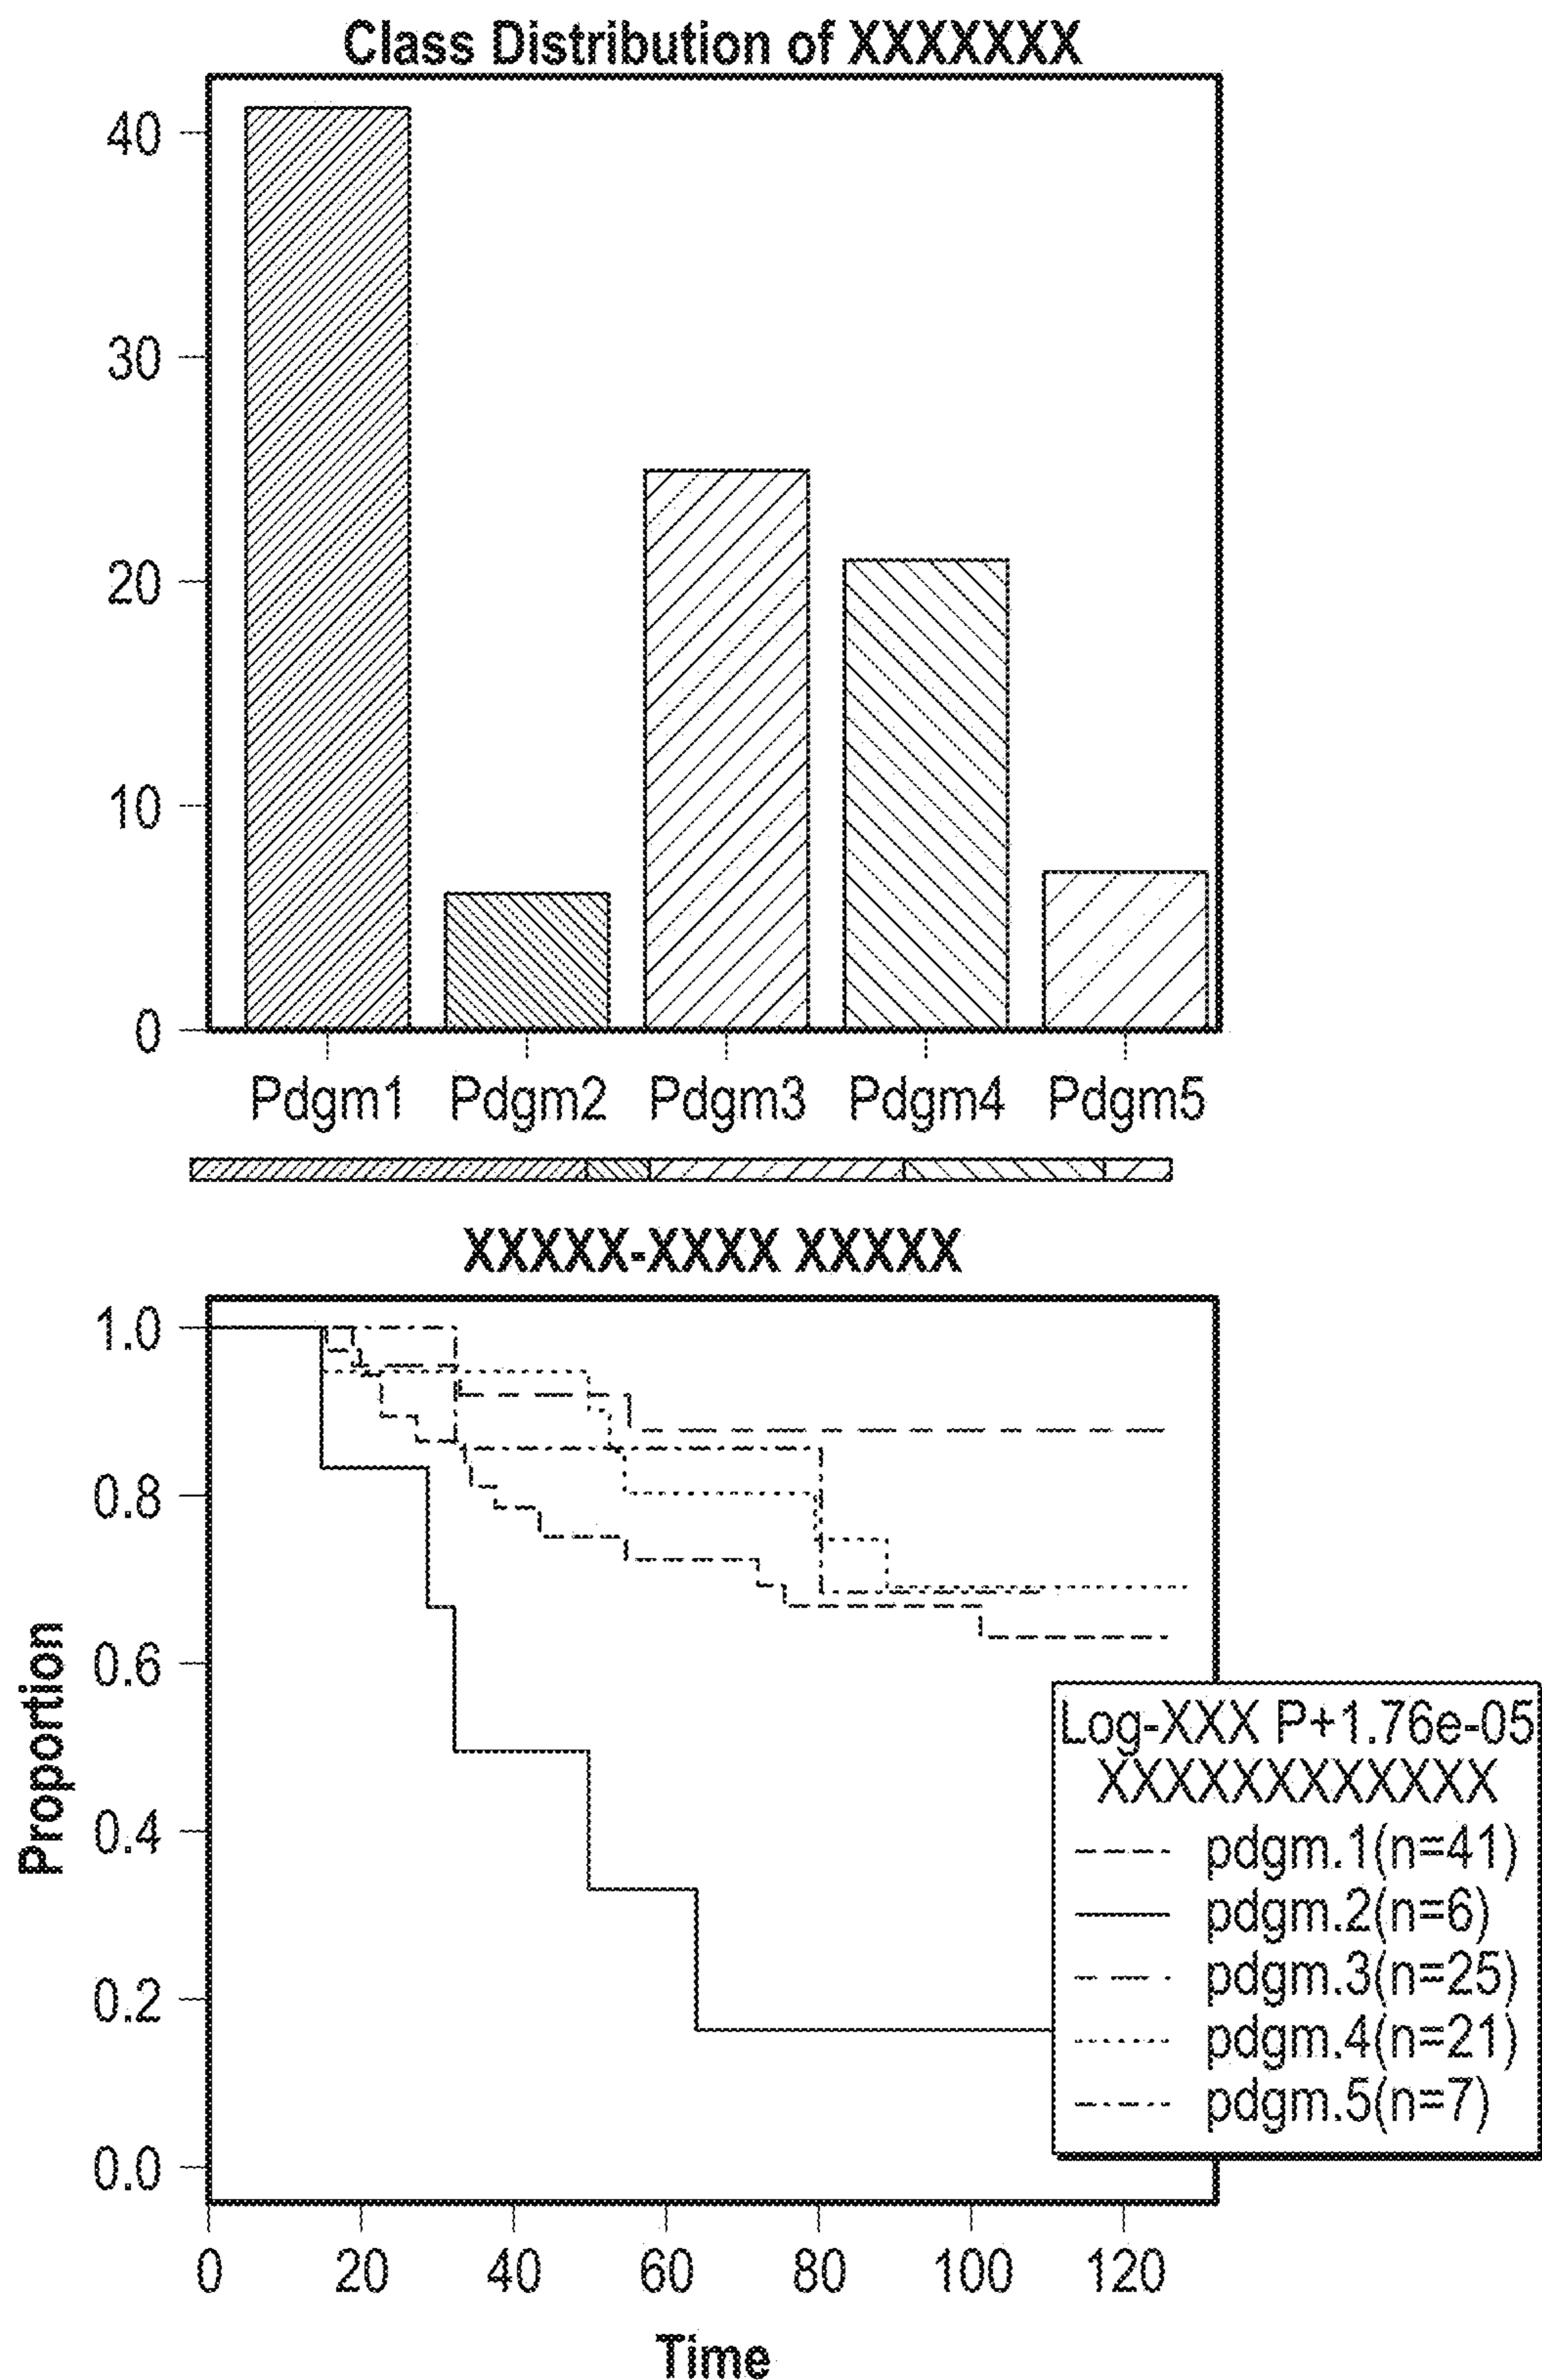 Class Distribution of XXXXXXX
40
30
20
10
0
Pdgm1 Pdgm2 Pdgm3 Pdgm4 Pdgm5
XXXXX-XXXX XXXXX
1.0
0.8
0.6
0.4
0.2
0.0
Proportion
Log-XXX P+1.76e-05
XXXXXXXXXXXX
pdgm.1(n=41)
pdgm.2(n=6)
pdgm.3(n=25)
pdgm.4(n=21)
pdgm.5(n=7)
0 20 40 60 80 100 120
Time